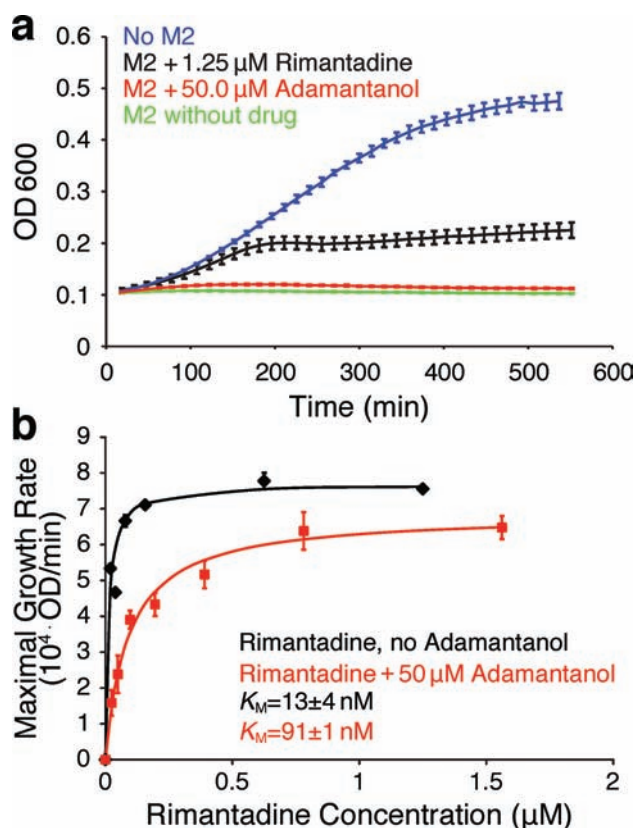 a
0.6
0.5
0.4
0.3
0.2
0.1
0
OD 600
No M2
M2 + 1.25 μM Rimantadine
M2 + 50.0 μM Adamantanol
M2 without drug
0 100 200 300 400 500 600
Time (min)
b
9
8
7
6
5
4
3
2
1
0
Maximal Growth Rate
(10⁴ · OD/min)
Rimantadine, no Adamantanol
Rimantadine + 50 μM Adamantanol
K_M=13±4 nM
K_M=91±1 nM
0 0.5 1 1.5 2
Rimantadine Concentration (μM)